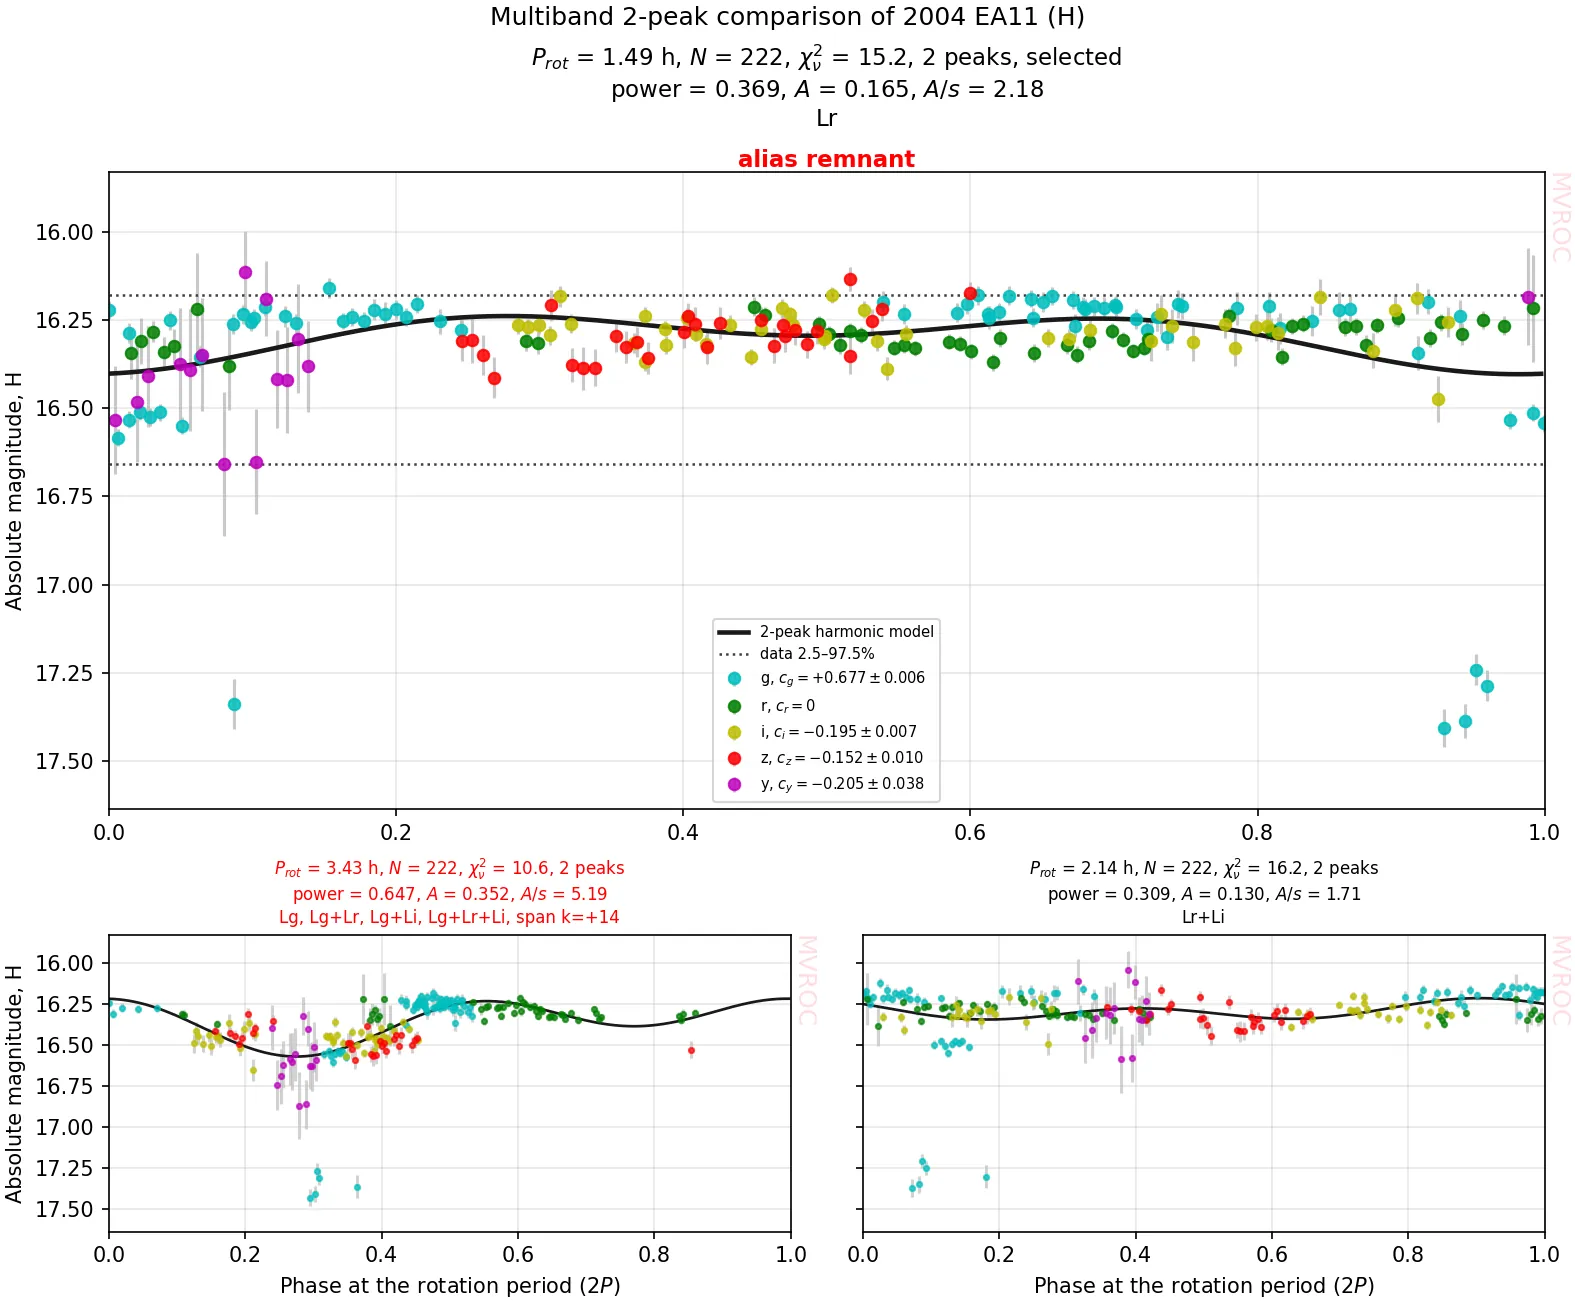 Multiband 2-peak comparison of 2004 EA11 (H)
P_rot = 1.49 h, N = 222, χ²_ν = 15.2, 2 peaks, selected
power = 0.369, A = 0.165, A/s = 2.18
Lr
alias remnant
MVROC
Absolute magnitude, H
16.00
16.25
16.50
16.75
17.00
17.25
17.50
2-peak harmonic model
data 2.5–97.5%
g, c_g = +0.677 ± 0.006
r, c_r = 0
i, c_i = −0.195 ± 0.007
z, c_z = −0.152 ± 0.010
y, c_y = −0.205 ± 0.038
0.0 0.2 0.4 0.6 0.8 1.0
P_rot = 3.43 h, N = 222, χ²_ν = 10.6, 2 peaks
power = 0.647, A = 0.352, A/s = 5.19
Lg, Lg+Lr, Lg+Li, Lg+Lr+Li, span k=+14
MVROC
Absolute magnitude, H
16.00
16.25
16.50
16.75
17.00
17.25
17.50
0.0 0.2 0.4 0.6 0.8 1.0
Phase at the rotation period (2P)
P_rot = 2.14 h, N = 222, χ²_ν = 16.2, 2 peaks
power = 0.309, A = 0.130, A/s = 1.71
Lr+Li
MVROC
0.0 0.2 0.4 0.6 0.8 1.0
Phase at the rotation period (2P)